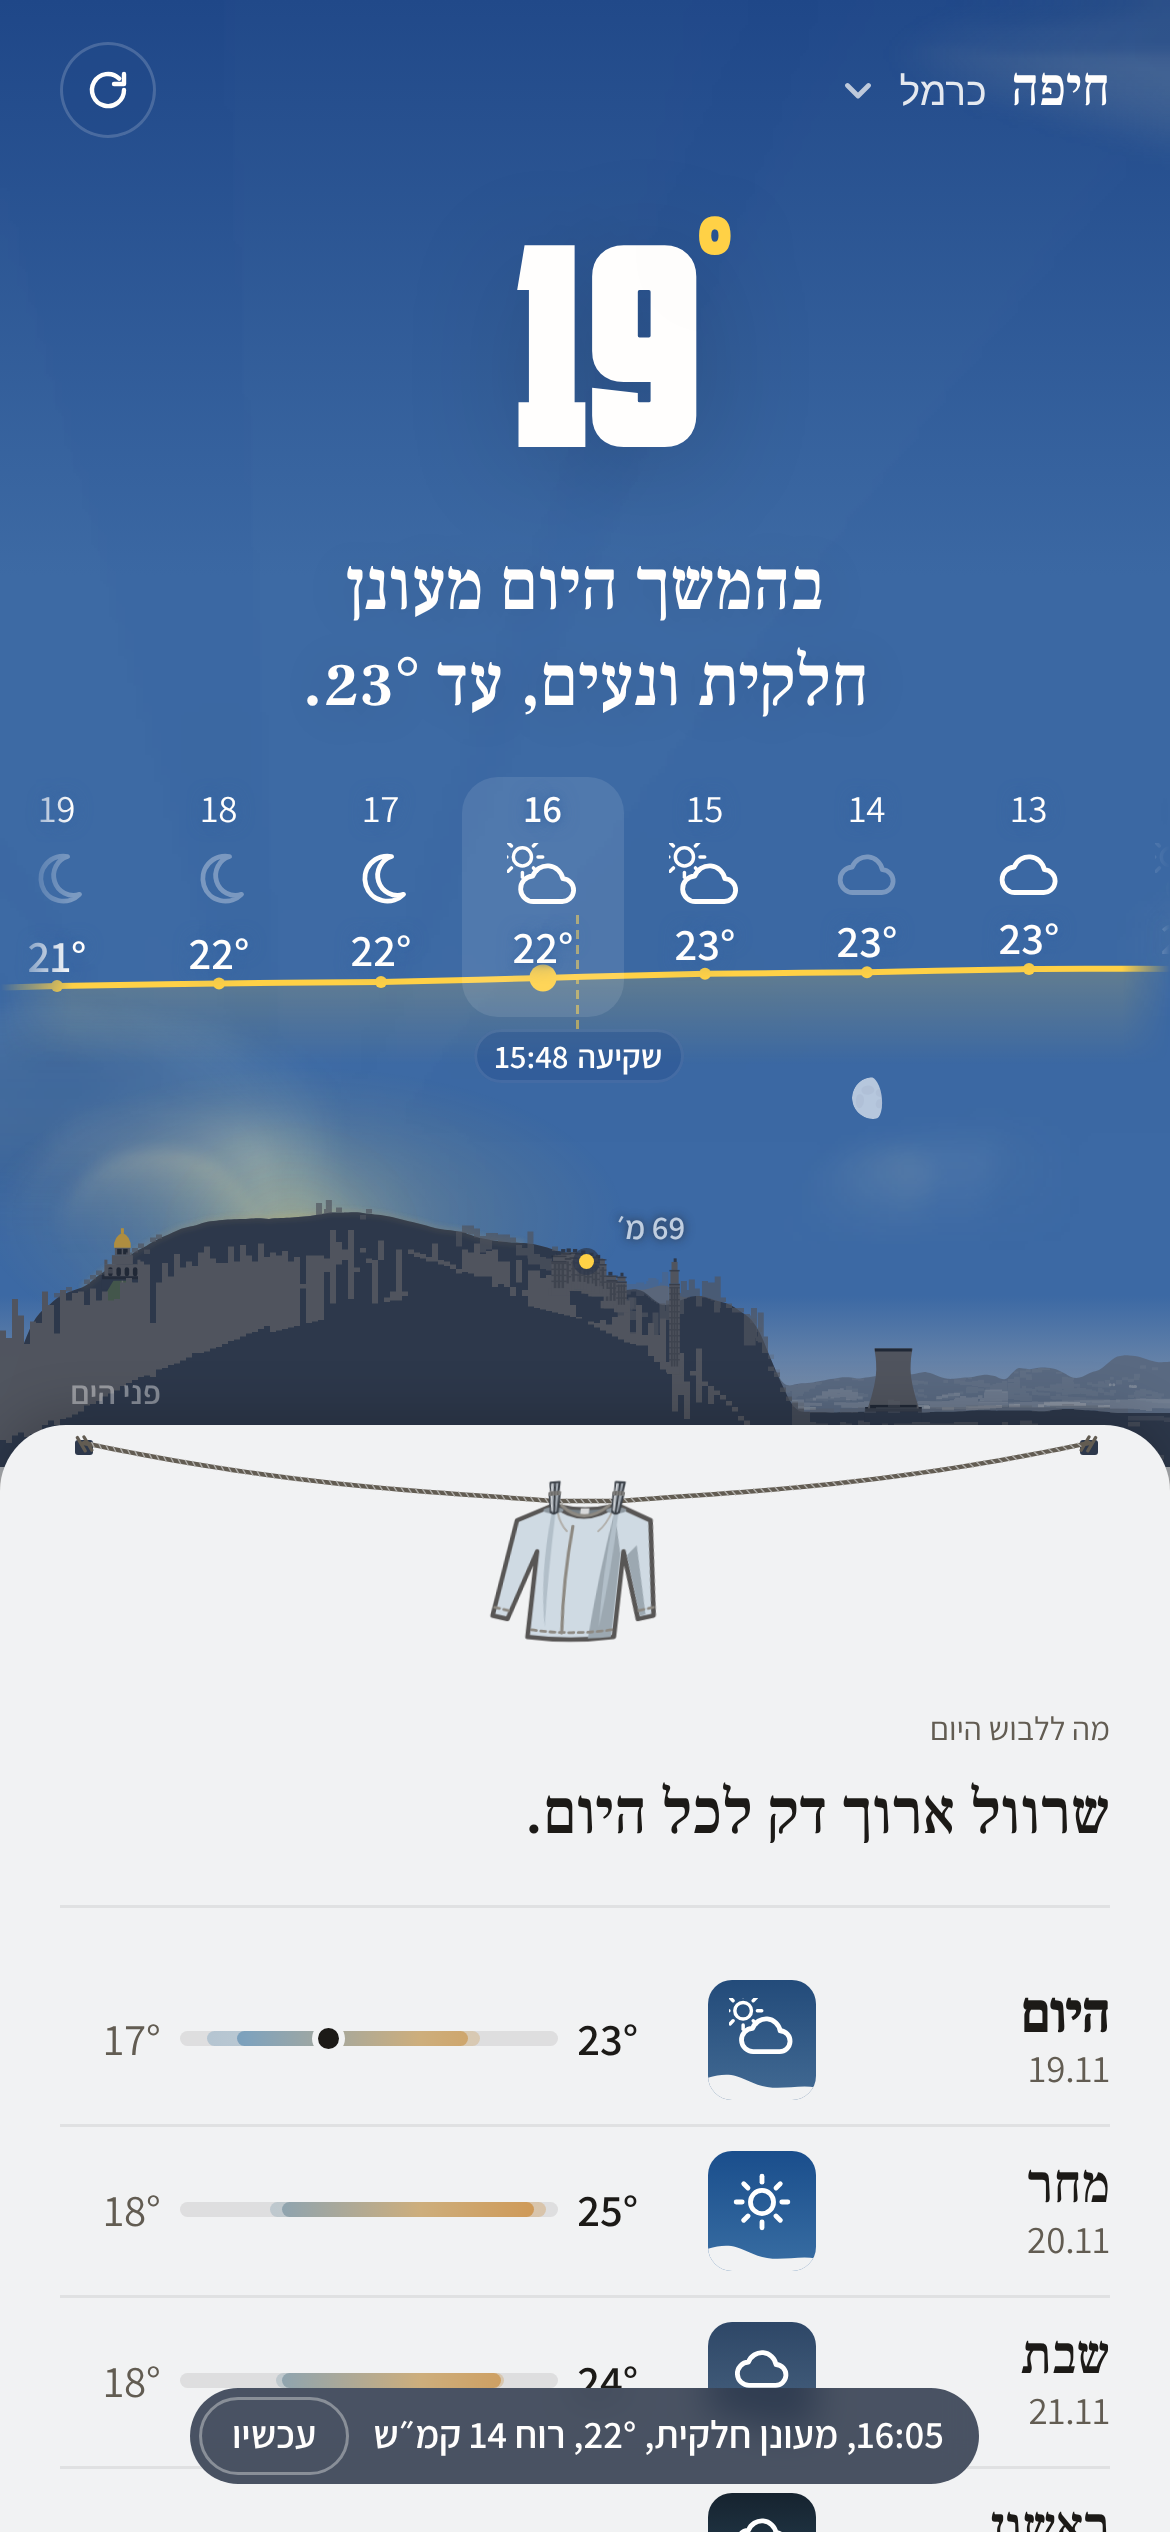 חיפה כרמל
19°
בהמשך היום מעונן
חלקית ונעים, עד 23°.
13 14 15 16 17 18 19
23° 23° 23° 22° 22° 22° 21°
שקיעה 15:48
69 מ׳
פני הים
מה ללבוש היום
שרוול ארוך דק לכל היום.
היום
19.11
23° 17°
מחר
20.11
25° 18°
שבת
21.11
24° 18°
16:05, מעונן חלקית, 22°, רוח 14 קמ״ש
עכשיו
ראשון